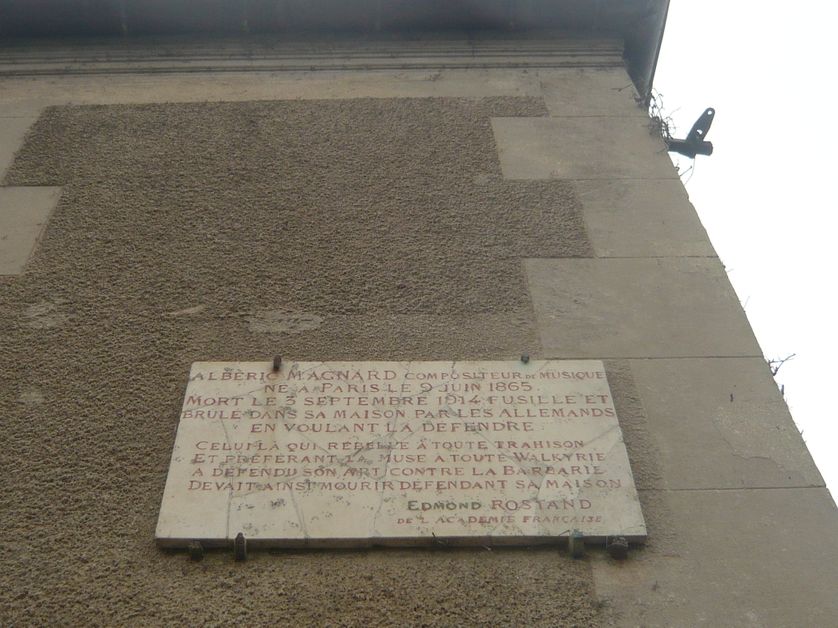 ALBÉRIC MAGNARD COMPOSITEUR DE MUSIQUE
NÉ A PARIS LE 9 JUIN 1865
MORT LE 3 SEPTEMBRE 1914 FUSILLÉ ET
BRULÉ DANS SA MAISON PAR LES ALLEMANDS
EN VOULANT LA DÉFENDRE
CELUI LÀ QUI REBELLE À TOUTE TRAHISON
ET PRÉFÉRANT LA MUSE A TOUTE WALKYRIE
A DÉFENDU SON ART CONTRE LA BARBARIE
DEVAIT AINSI MOURIR DÉFENDANT SA MAISON
EDMOND ROSTAND
DE L'ACADÉMIE FRANÇAISE